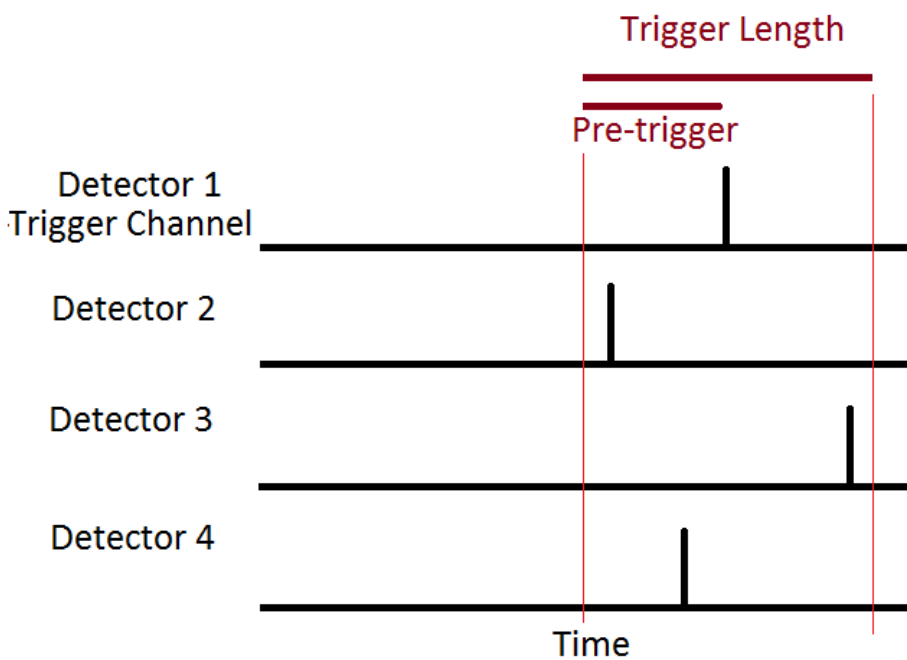 Trigger Length
Pre-trigger
Detector 1
Trigger Channel
Detector 2
Detector 3
Detector 4
Time